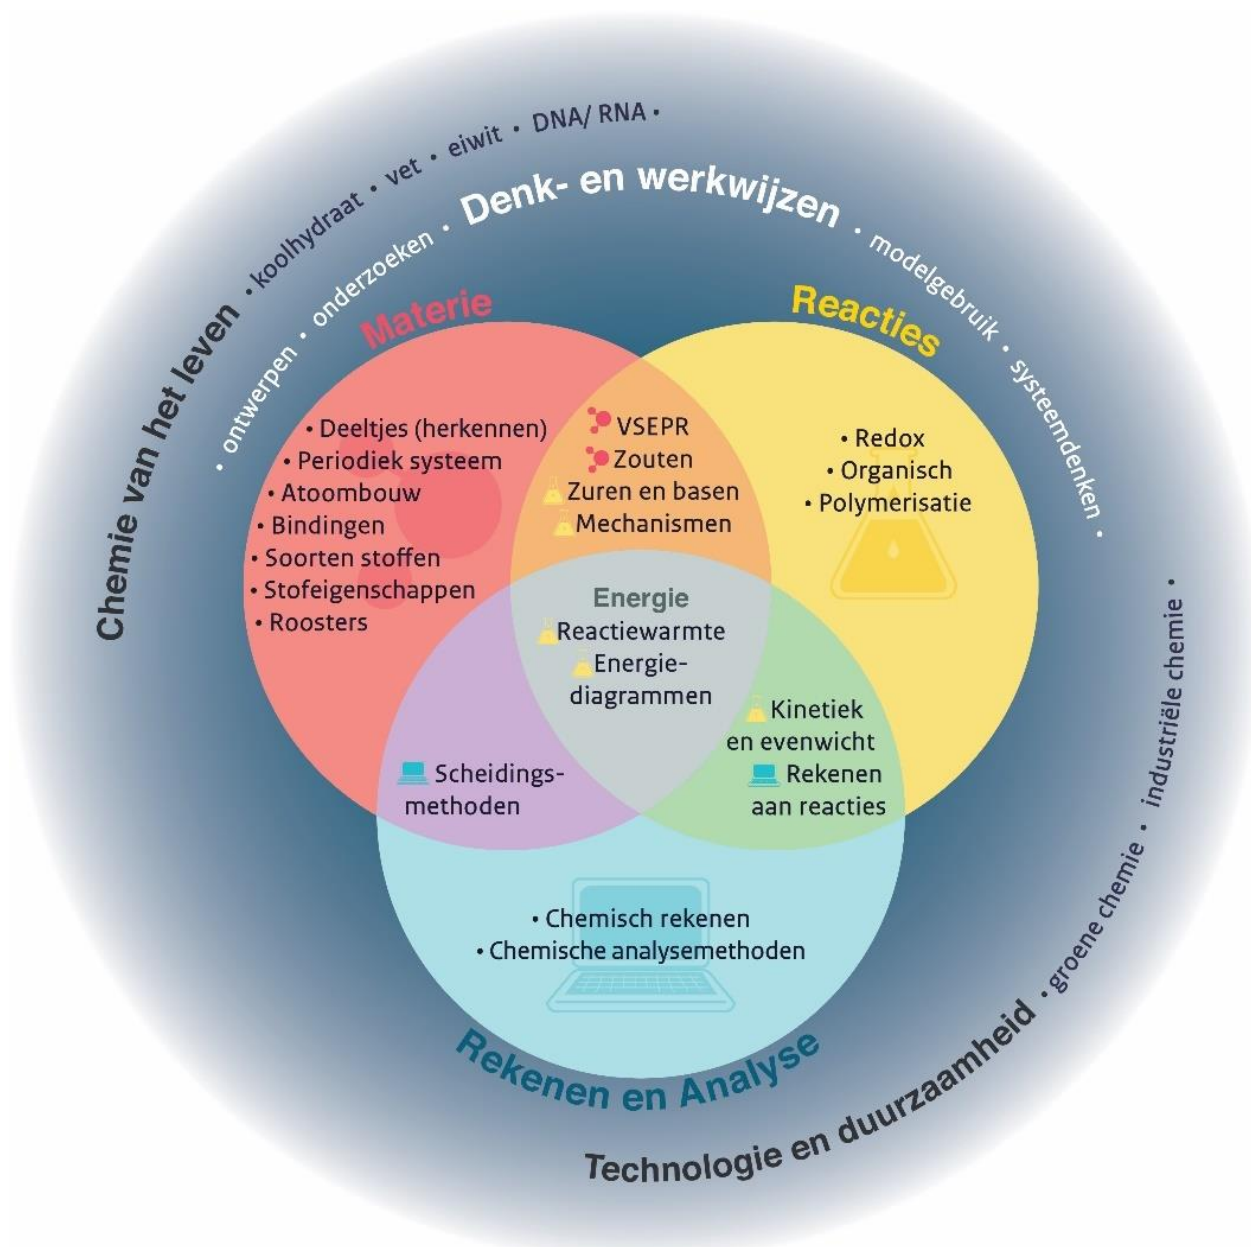 Chemie van het leven • koolhydraat • vet • eiwit • DNA/ RNA •
• ontwerpen • onderzoeken • Denk- en werkwijzen • modelgebruik • systeemdenken •
Materie
Reacties
• Deeltjes (herkennen)
• Periodiek systeem
• Atoombouw
• Bindingen
• Soorten stoffen
• Stofeigenschappen
• Roosters
VSEPR
Zouten
Zuren en basen
Mechanismen
• Redox
• Organisch
• Polymerisatie
Energie
Reactiewarmte
Energie-
diagrammen
Kinetiek
en evenwicht
Rekenen
aan reacties
Scheidings-
methoden
• Chemisch rekenen
• Chemische analysemethoden
Rekenen en Analyse
Technologie en duurzaamheid • groene chemie • industriële chemie •